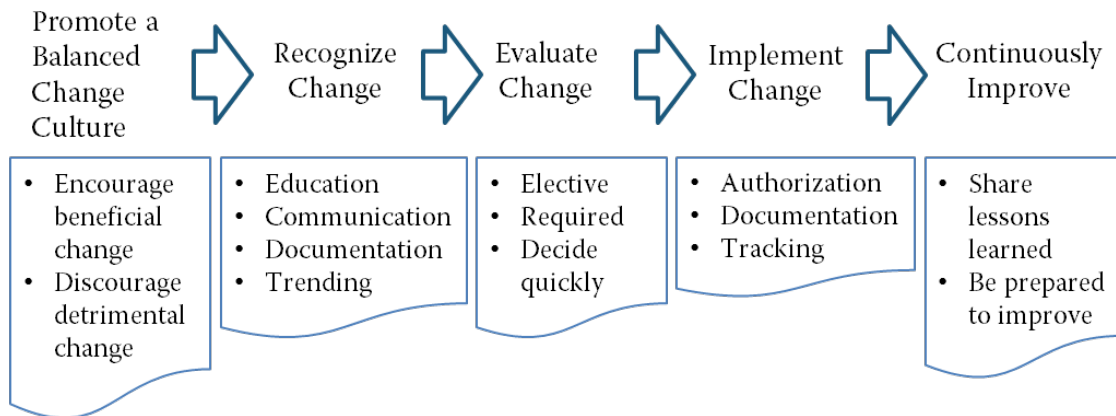 Promote a
Balanced
Change
Culture
Recognize
Change
Evaluate
Change
Implement
Change
Continuously
Improve
• Encourage
beneficial
change
• Discourage
detrimental
change
• Education
• Communication
• Documentation
• Trending
• Elective
• Required
• Decide
quickly
• Authorization
• Documentation
• Tracking
• Share
lessons
learned
• Be prepared
to improve